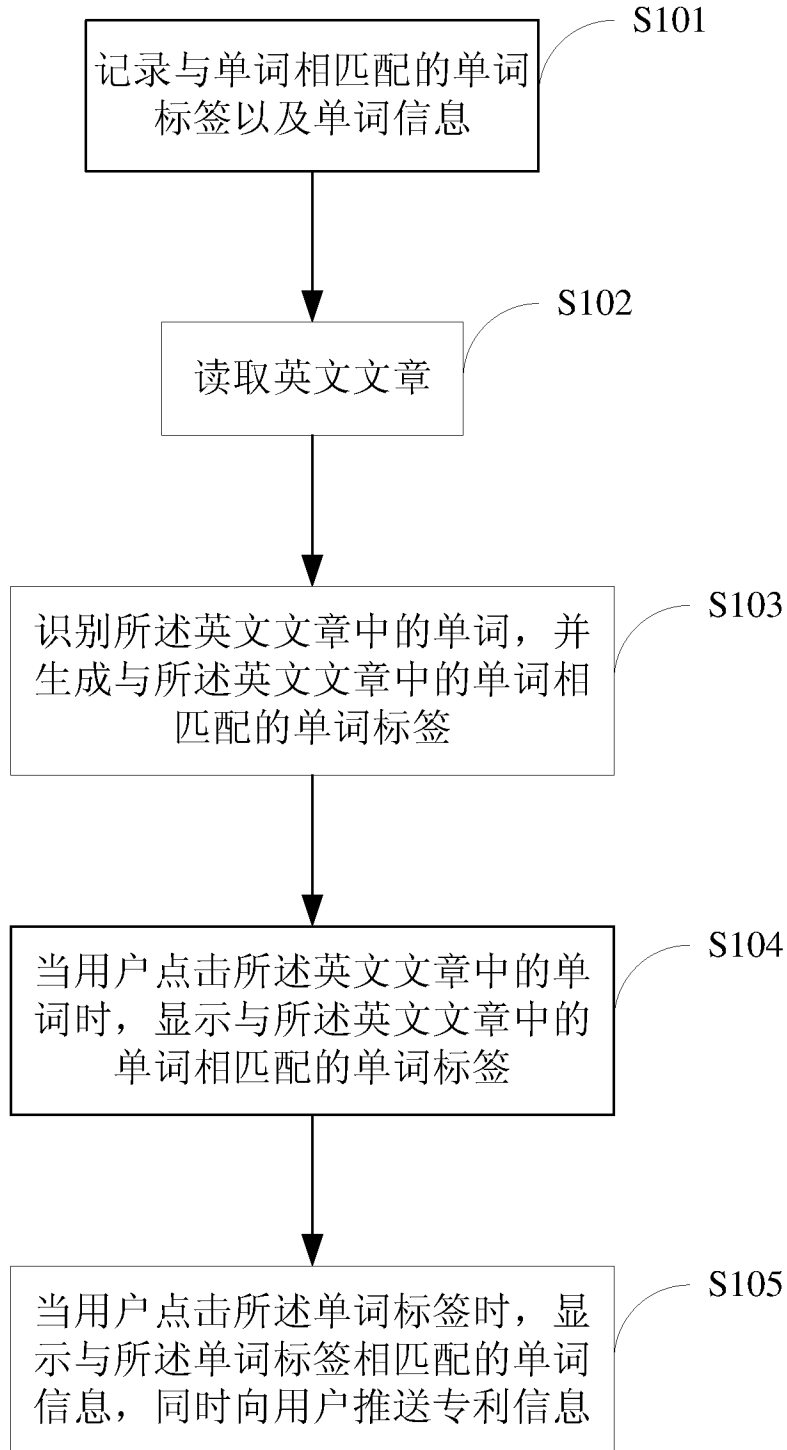 S101
记录与单词相匹配的单词
标签以及单词信息
S102
读取英文文章
S103
识别所述英文文章中的单词，并
生成与所述英文文章中的单词相
匹配的单词标签
S104
当用户点击所述英文文章中的单
词时，显示与所述英文文章中的
单词相匹配的单词标签
S105
当用户点击所述单词标签时，显
示与所述单词标签相匹配的单词
信息，同时向用户推送专利信息